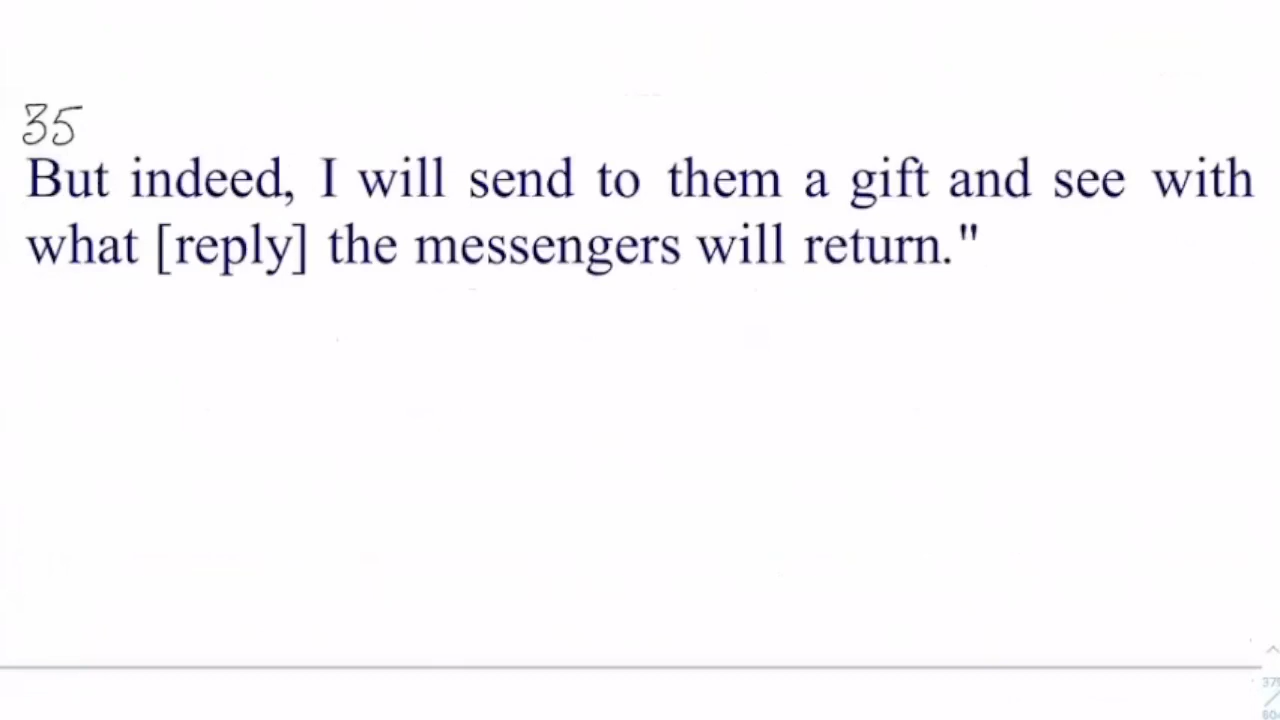 35
But indeed, I will send to them a gift and see with
what [reply] the messengers will return."